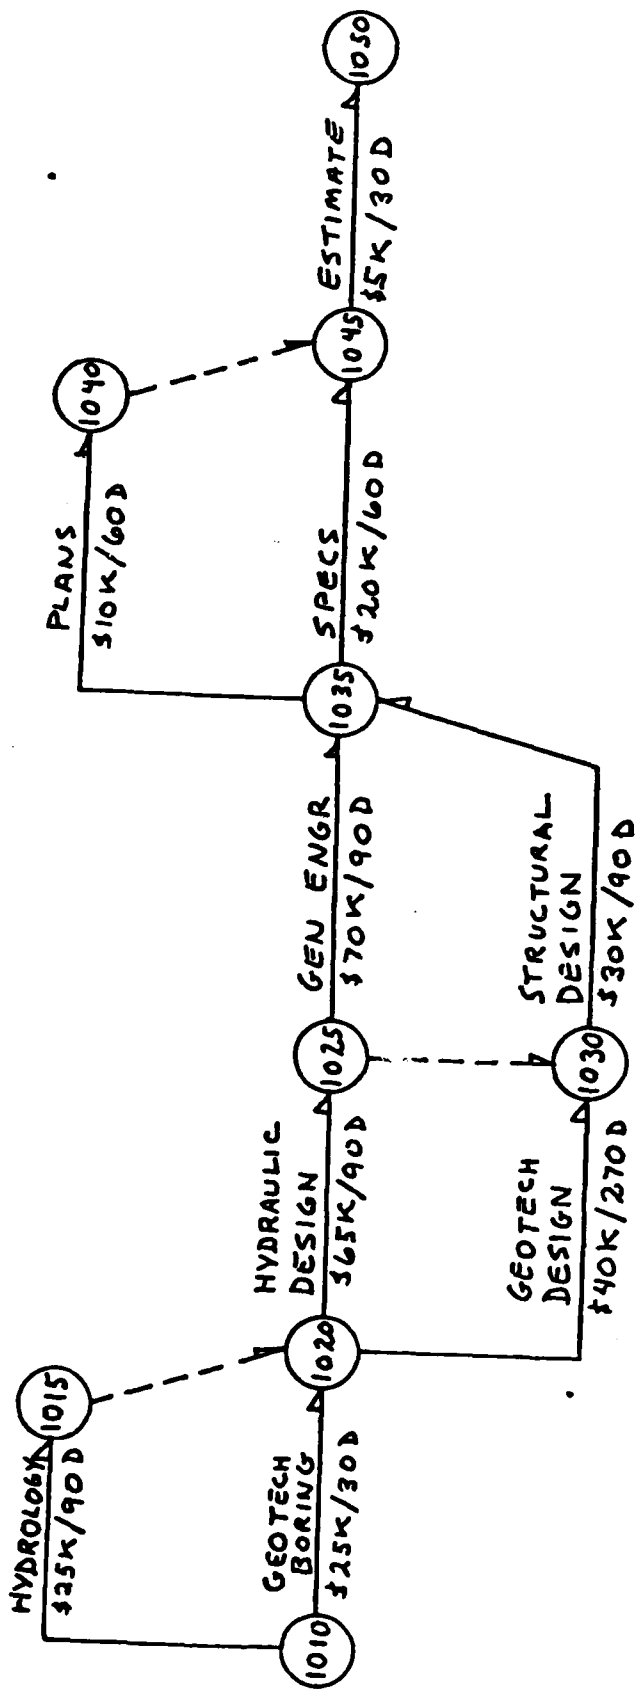 HYDROLOGY
$25K/90D
1015
1010
GEOTECH
BORING
$25K/30D
1020
HYDRAULIC
DESIGN
$65K/90D
GEOTECH
DESIGN
$40K/270D
1025
1030
GEN ENGR
$70K/90D
STRUCTURAL
DESIGN
$30K/90D
1035
PLANS
$10K/60D
1040
SPECS
$20K/60D
1045
ESTIMATE
$5K/30D
1050